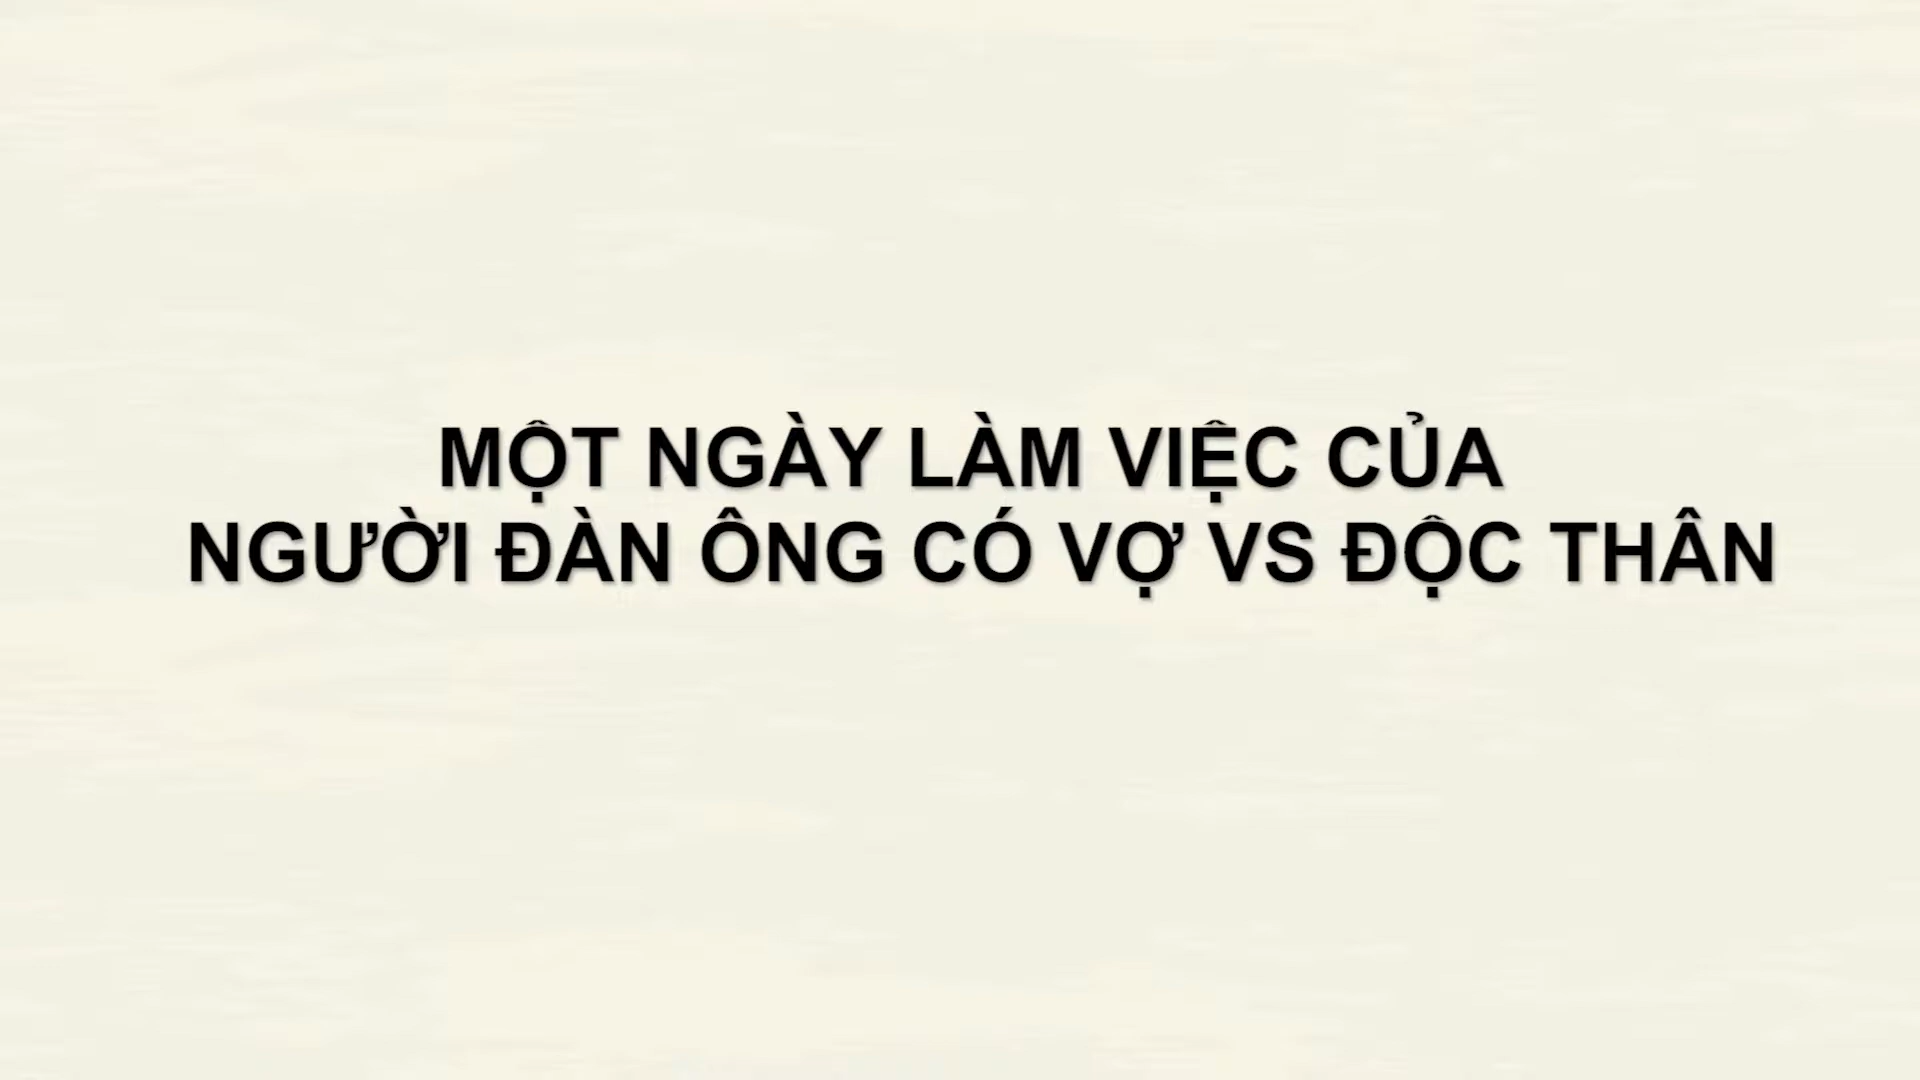 MỘT NGÀY LÀM VIỆC CỦA
NGƯỜI ĐÀN ÔNG CÓ VỢ VS ĐỘC THÂN